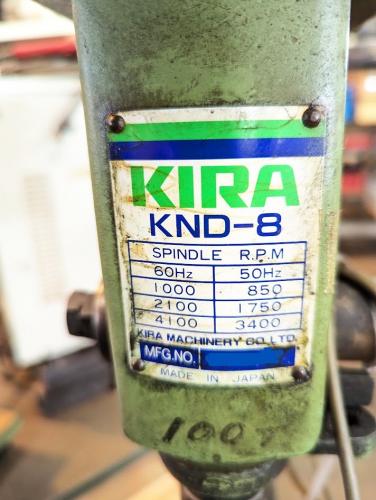 KIRA
KND-8
SPINDLE R.P.M
60Hz 50Hz
1000 850
2100 1750
4100 3400
KIRA MACHINERY CO.LTD.
MFG.NO.
MADE IN JAPAN
100